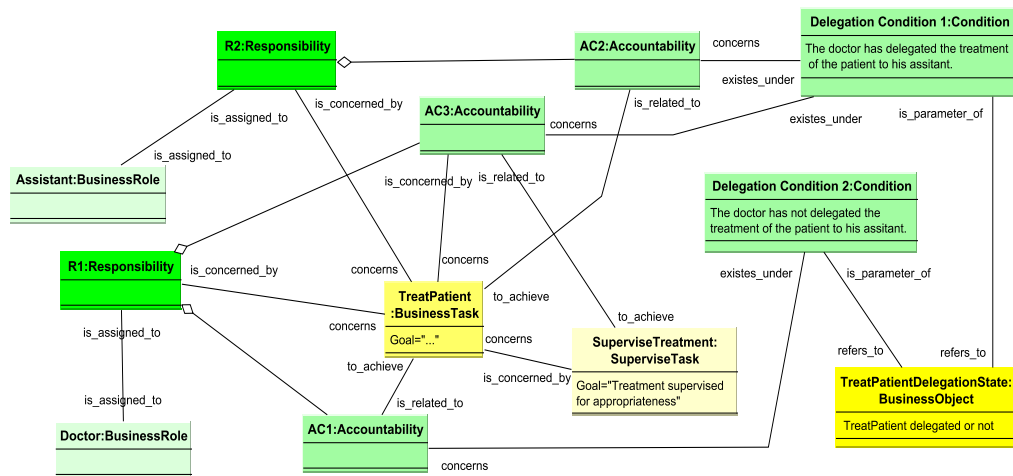 Delegation Condition 1:Condition
The doctor has delegated the treatment
of the patient to his assitant.
R2:Responsibility
AC2:Accountability
concerns
existes_under
is_concerned_by
is_related_to
AC3:Accountability
is_assigned_to
concerns
existes_under
is_parameter_of
is_assigned_to
Assistant:BusinessRole
is_concerned_by
is_related_to
Delegation Condition 2:Condition
The doctor has not delegated the
treatment of the patient to his assitant.
R1:Responsibility
is_concerned_by
concerns
concerns
existes_under
is_parameter_of
TreatPatient
:BusinessTask
Goal="..."
to_achieve
to_achieve
is_assigned_to
concerns
concerns
SuperviseTreatment:
SuperviseTask
Goal="Treatment supervised
for appropriateness"
refers_to
refers_to
to_achieve
is_concerned_by
TreatPatientDelegationState:
BusinessObject
TreatPatient delegated or not
is_assigned_to
is_related_to
Doctor:BusinessRole
AC1:Accountability
concerns